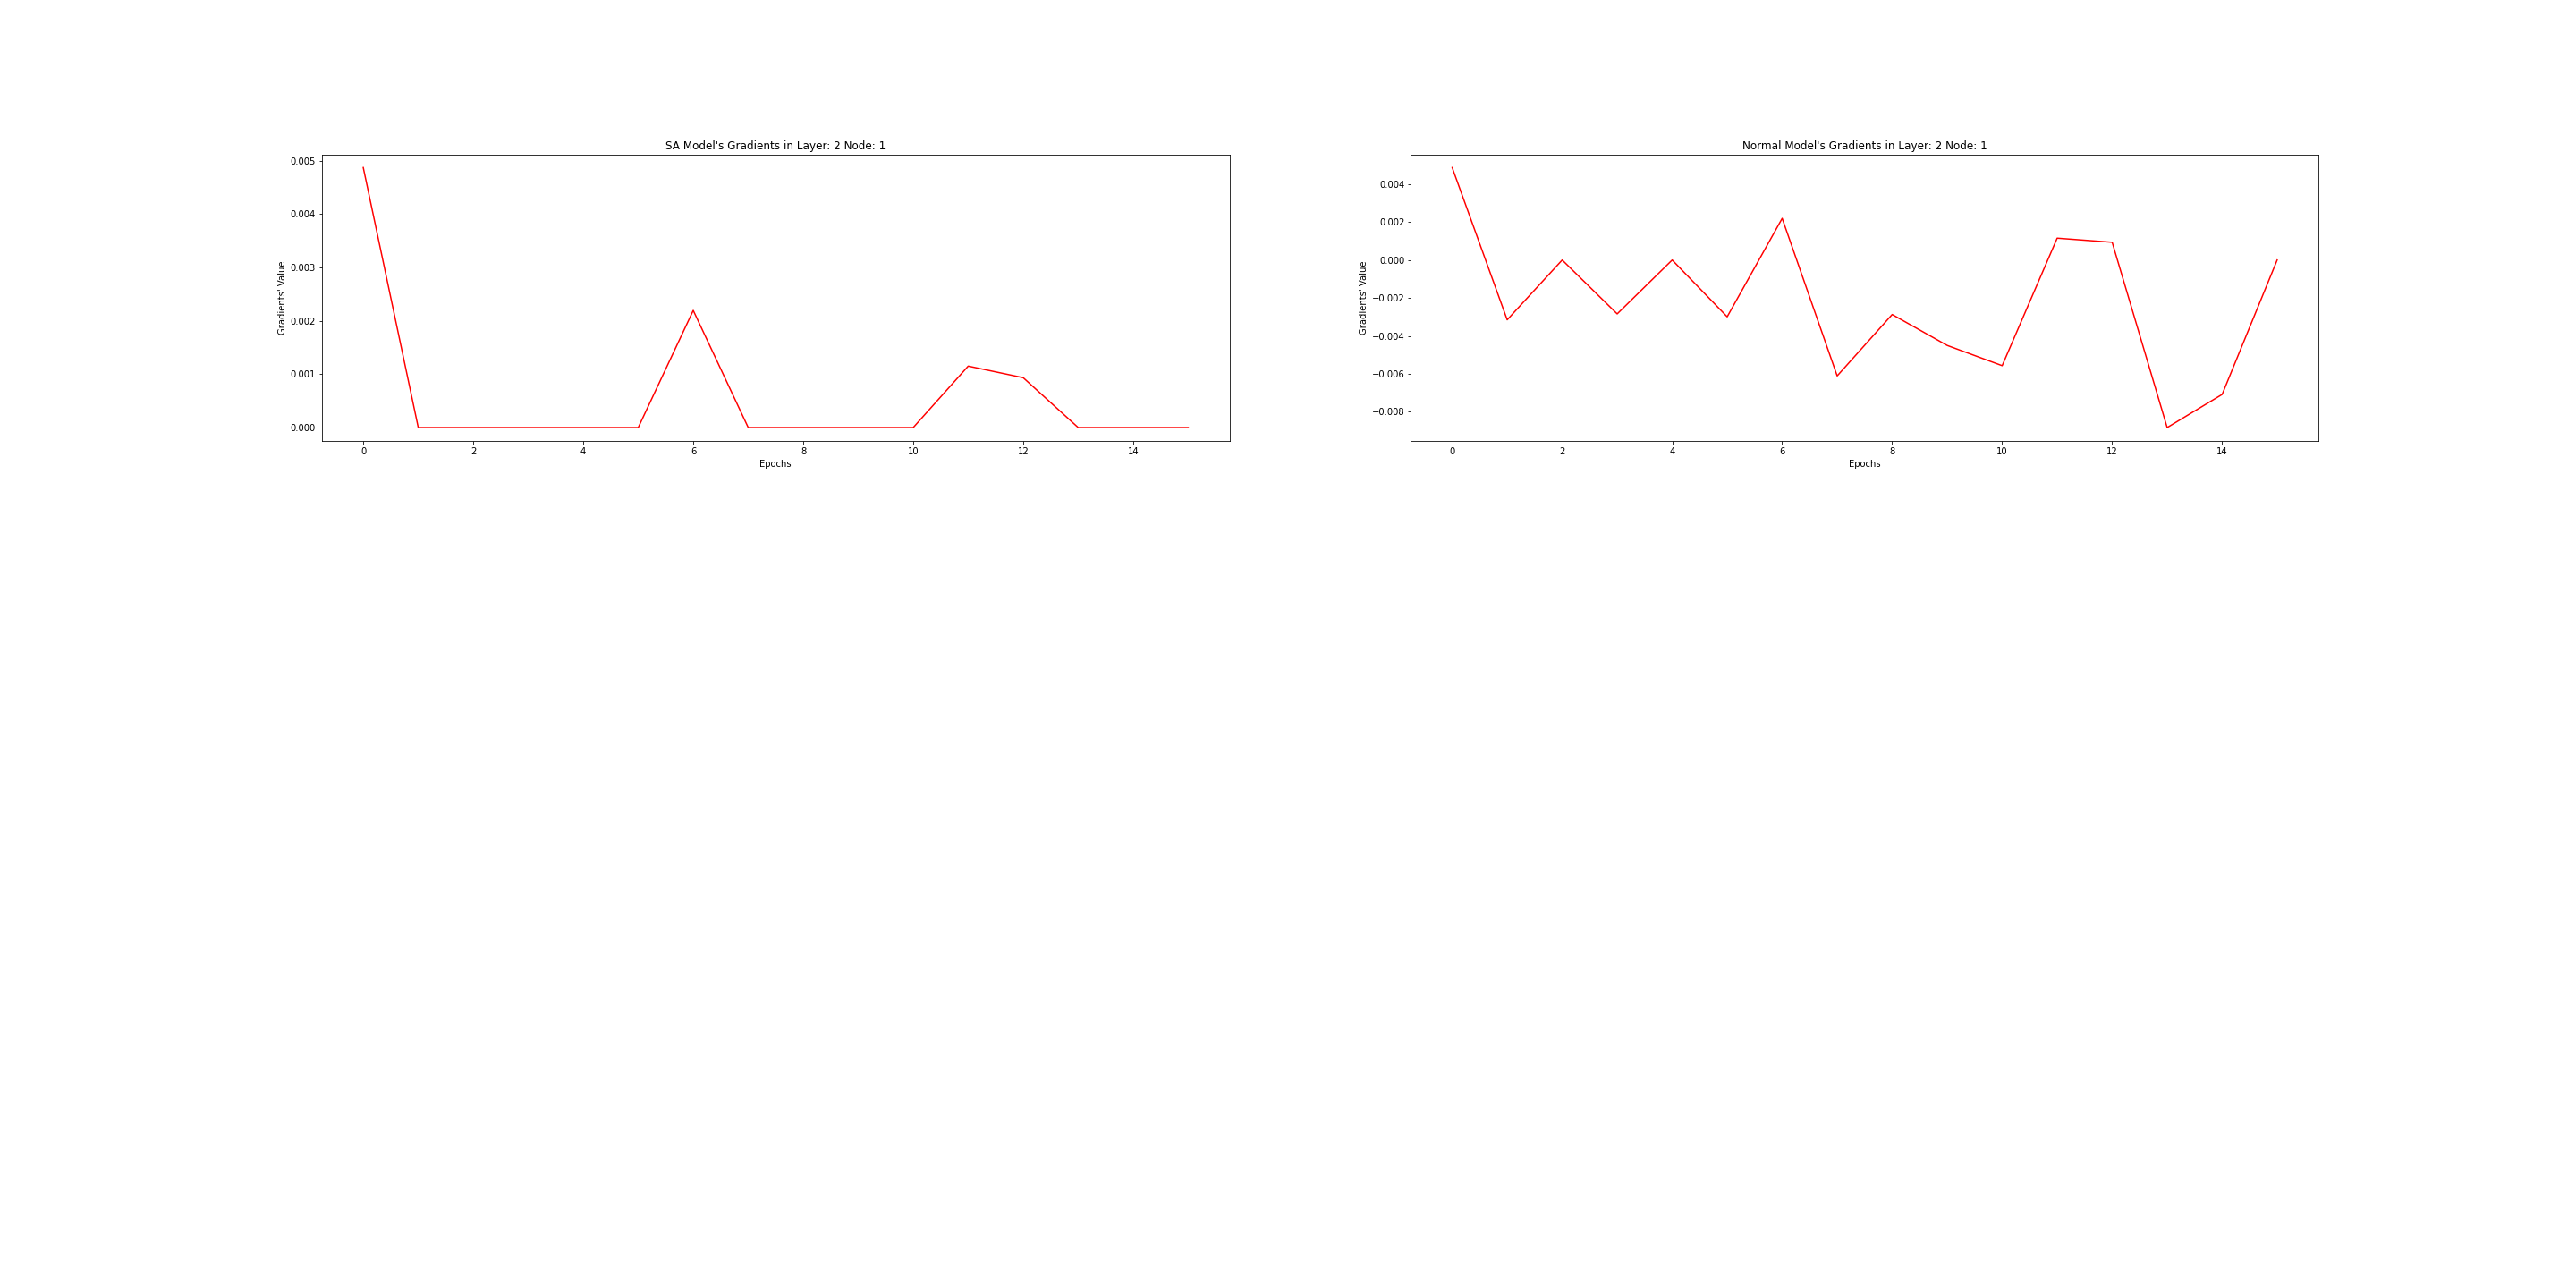 SA Model's Gradients in Layer: 2 Node: 1
Gradients' Value
0.005
0.004
0.003
0.002
0.001
0.000
0 2 4 6 8 10 12 14
Epochs
Normal Model's Gradients in Layer: 2 Node: 1
Gradients' Value
0.004
0.002
0.000
−0.002
−0.004
−0.006
−0.008
0 2 4 6 8 10 12 14
Epochs